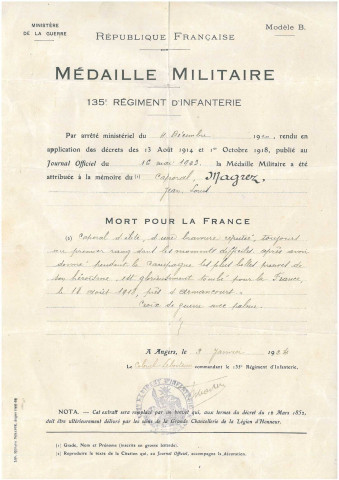 MINISTÈRE
DE LA GUERRE
Modèle B.
RÉPUBLIQUE FRANÇAISE
MÉDAILLE MILITAIRE
135e RÉGIMENT D'INFANTERIE
Par arrêté ministériel du 4 Décembre 1920, rendu en
application des décrets des 13 Août 1914 et 1er Octobre 1918, publié au
Journal Officiel du 16 mai 1923, la Médaille Militaire a été
attribuée à la mémoire du (1) Caporal, Magrez,
Jean Louis
MORT POUR LA FRANCE
(2) Caporal d'élite, d'une bravoure réputée, toujours
au premier rang dans les moments difficiles, après avoir
donné pendant la campagne les plus belles preuves de
son héroïsme, est glorieusement tombé pour la France,
le 18 août 1918, près d'
Croix de guerre avec palme.
A Angers, le 3 Janvier 1924
Le commandant le 135e Régiment d'Infanterie,
NOTA. — Cet extrait sera remplacé par un brevet qui, aux termes du décret du 16 Mars 1852,
doit être ultérieurement délivré par les soins de la Grande Chancellerie de la Légion d'Honneur.
(1) Grade, Nom et Prénoms (inscrits en grosse lettre).
(2) Reproduire le texte de la Citation qui, au Journal Officiel, accompagne la décoration.